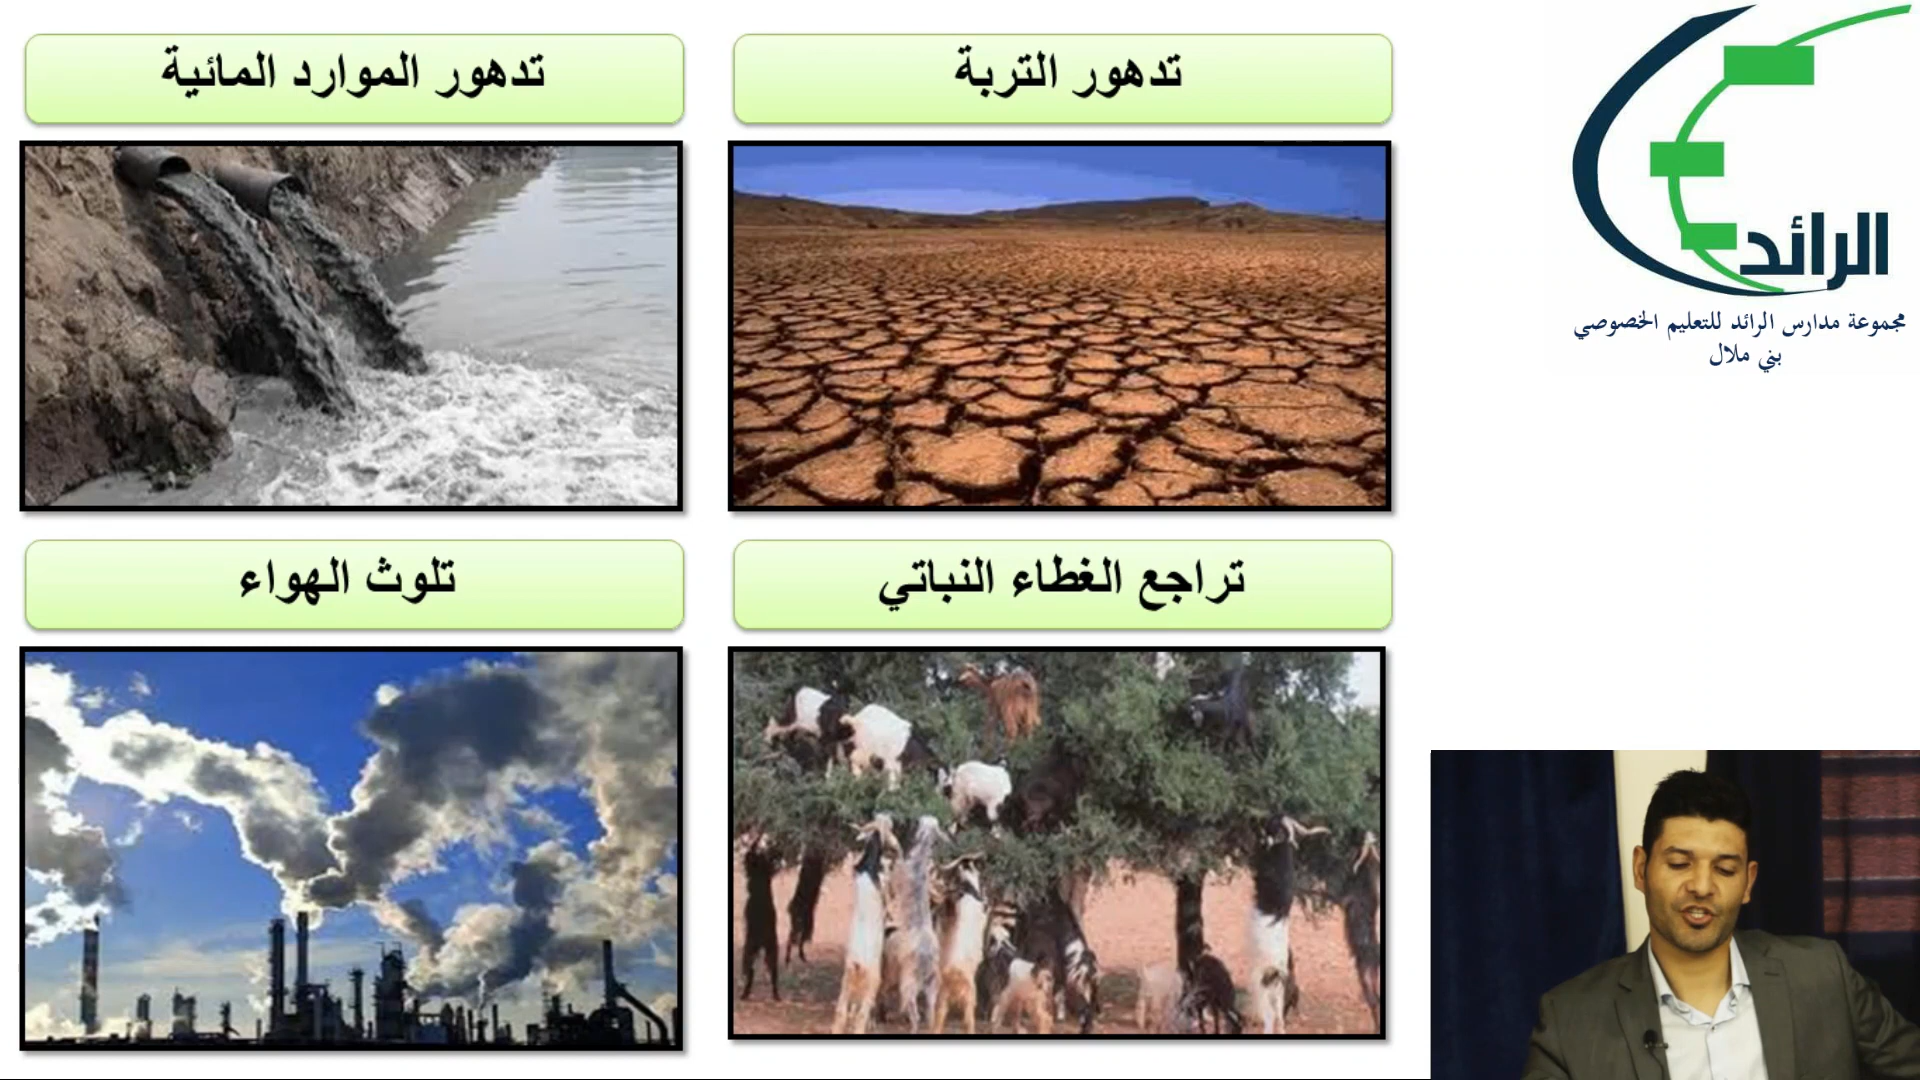 تدهور التربة
تدهور الموارد المائية
تراجع الغطاء النباتي
تلوث الهواء
الرائد
مجموعة مدارس الرائد للتعليم الخصوصي
بني ملال